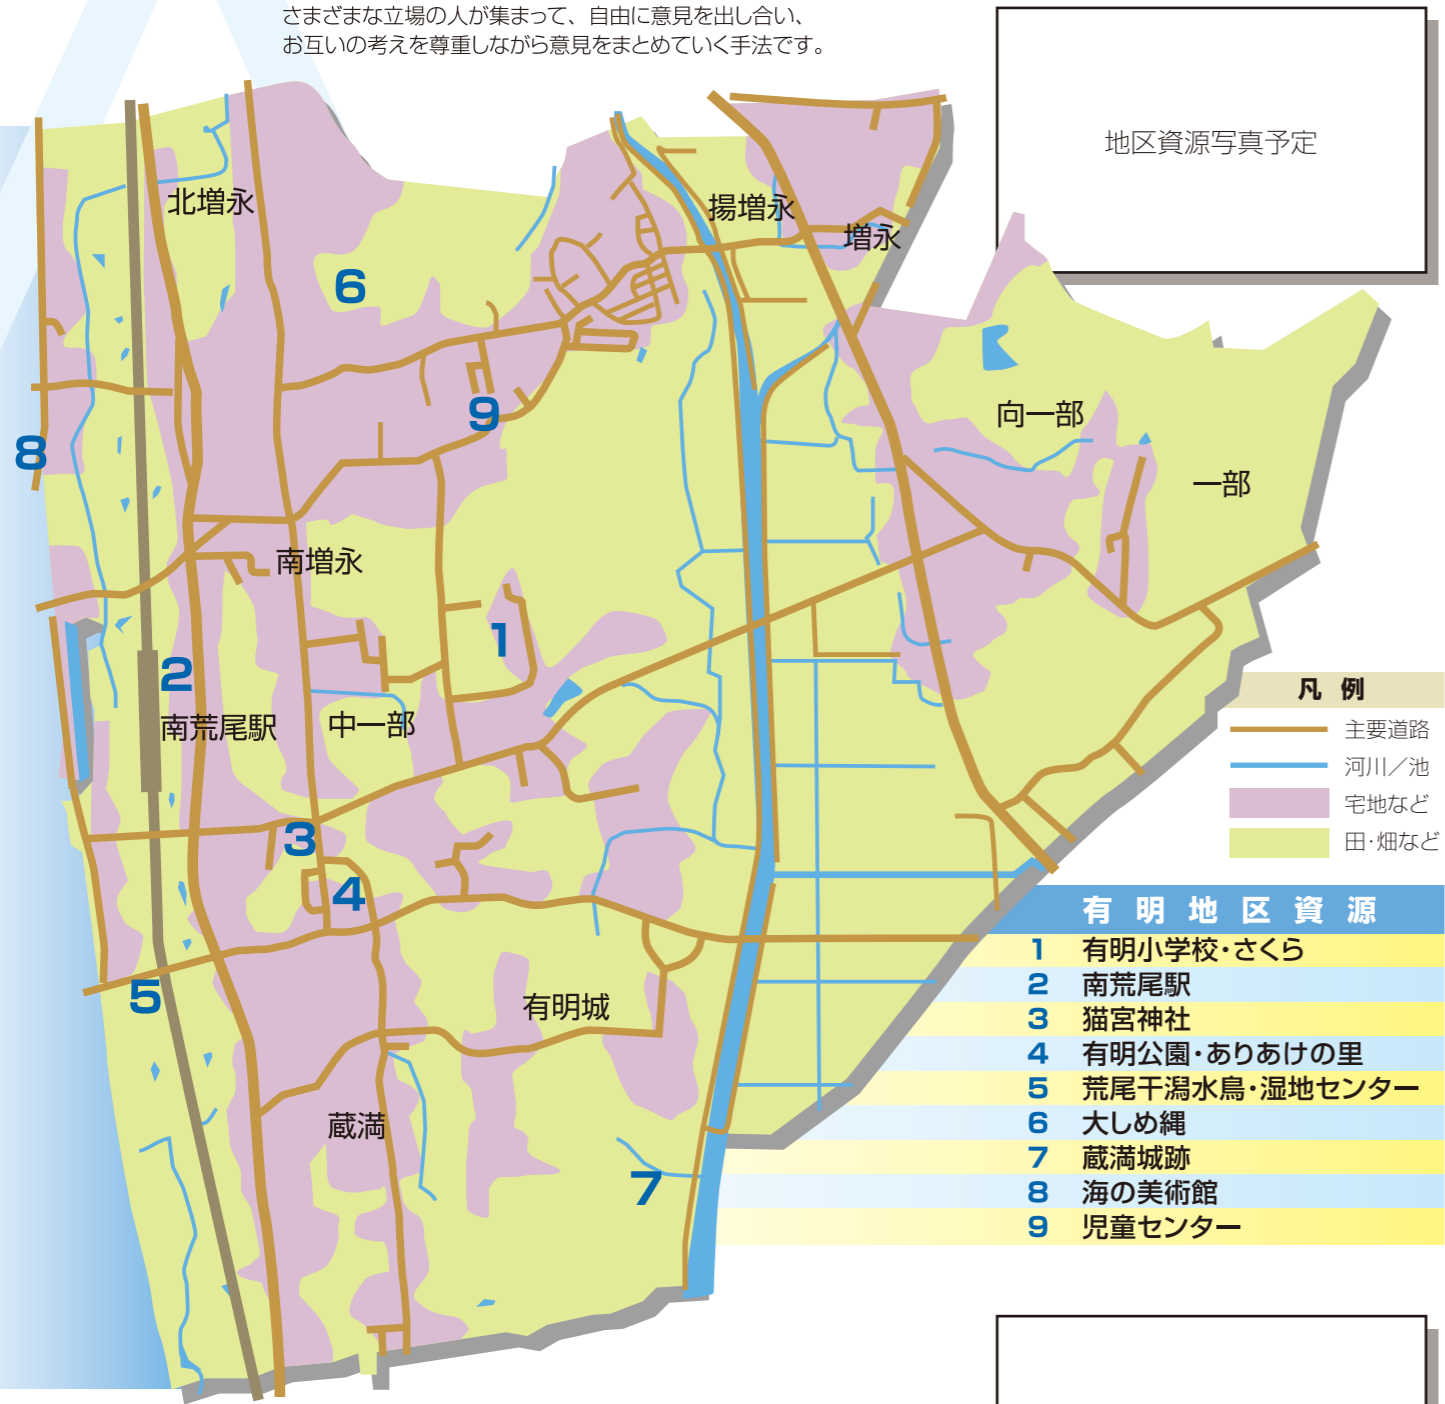 さまざまな立場の人が集まって、自由に意見を出し合い、
お互いの考えを尊重しながら意見をまとめていく手法です。
地区資源写真予定
北増永
揚増永
増永
6
9
8
向一部
一部
南増永
1
2
南荒尾駅
中一部
3
4
5
有明城
蔵満
7
凡 例
主要道路
河川／池
宅地など
田・畑など
有明地区資源
1 有明小学校・さくら
2 南荒尾駅
3 猫宮神社
4 有明公園・ありあけの里
5 荒尾干潟水鳥・湿地センター
6 大しめ縄
7 蔵満城跡
8 海の美術館
9 児童センター